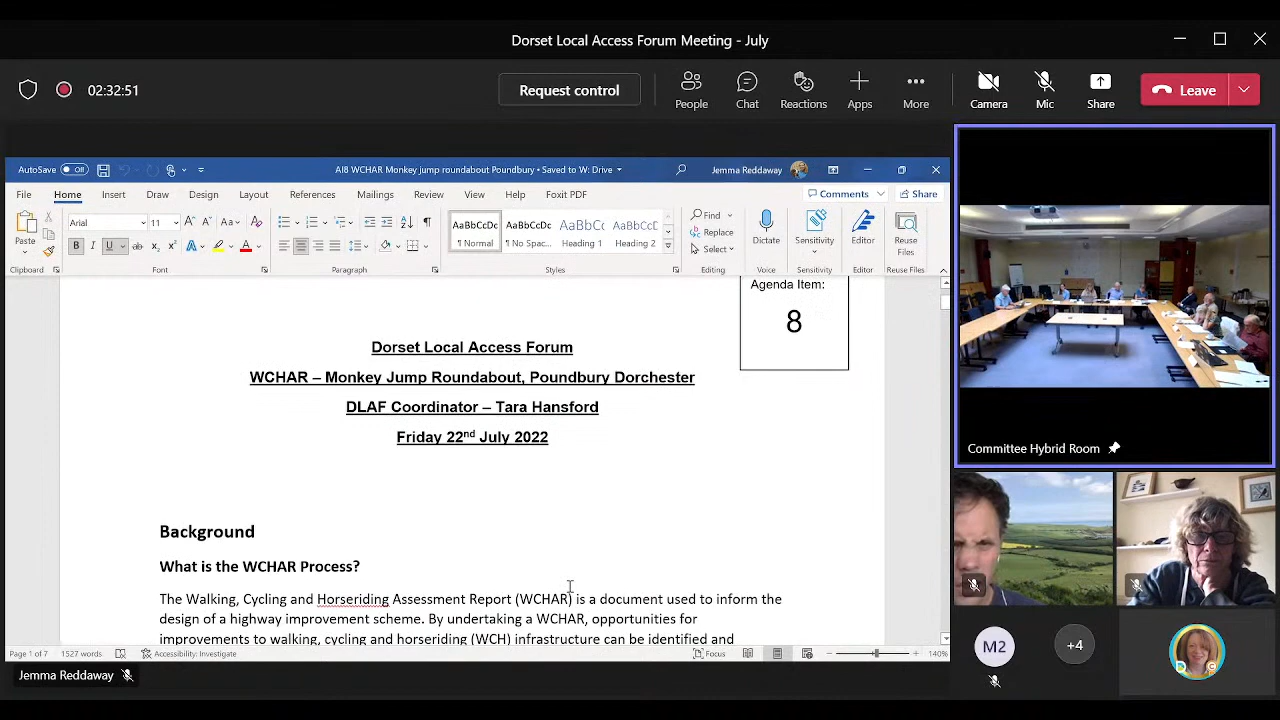 Dorset Local Access Forum Meeting - July
02:32:51
Request control
People
Chat
Reactions
Apps
More
Camera
Mic
Share
Leave
AutoSave Off
AI8 WCHAR Monkey jump roundabout Poundbury • Saved to W: Drive
Jemma Reddaway
File Home Insert Draw Design Layout References Mailings Review View Help Foxit PDF
Comments
Share
Paste
Arial
11
Aa
B I U ab x₂ x²
A
A
AaBbCcDc
¶ Normal
AaBbCcDc
¶ No Spac...
AaBbCc
Heading 1
AaBbCcD
Heading 2
Find
Replace
Select
Dictate
Sensitivity
Editor
Reuse
Files
Clipboard
Font
Paragraph
Styles
Editing
Voice
Sensitivity
Editor
Reuse Files
Agenda Item:
8
Dorset Local Access Forum
WCHAR – Monkey Jump Roundabout, Poundbury Dorchester
DLAF Coordinator – Tara Hansford
Friday 22nd July 2022
Background
What is the WCHAR Process?
The Walking, Cycling and Horseriding Assessment Report (WCHAR) is a document used to inform the
design of a highway improvement scheme. By undertaking a WCHAR, opportunities for
improvements to walking, cycling and horseriding (WCH) infrastructure can be identified and
Page 1 of 7
1527 words
Accessibility: Investigate
Focus
140%
Jemma Reddaway
Committee Hybrid Room
M2
+4